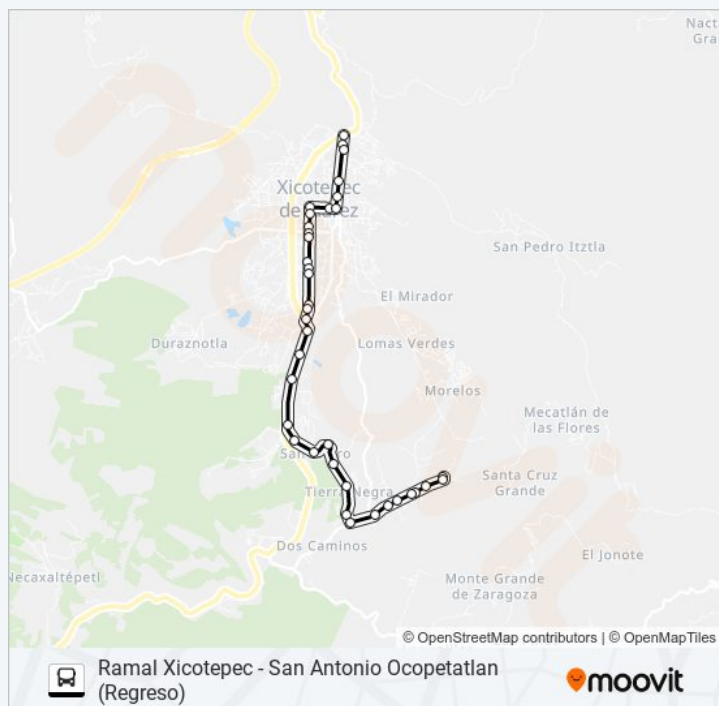 Nact
Gra
Xicotepec
San Pedro Itztla
El Mirador
Duraznotla
Lomas Verdes
Morelos
Mecatlán de
las Flores
Santa Cruz
Grande
Tierra Negra
Dos Caminos
El Jonote
Necaxaltépetl
Monte Grande
de Zaragoza
© OpenStreetMap contributors | © OpenMapTiles
Ramal Xicotepec - San Antonio Ocopetatlan
(Regreso)
moovit